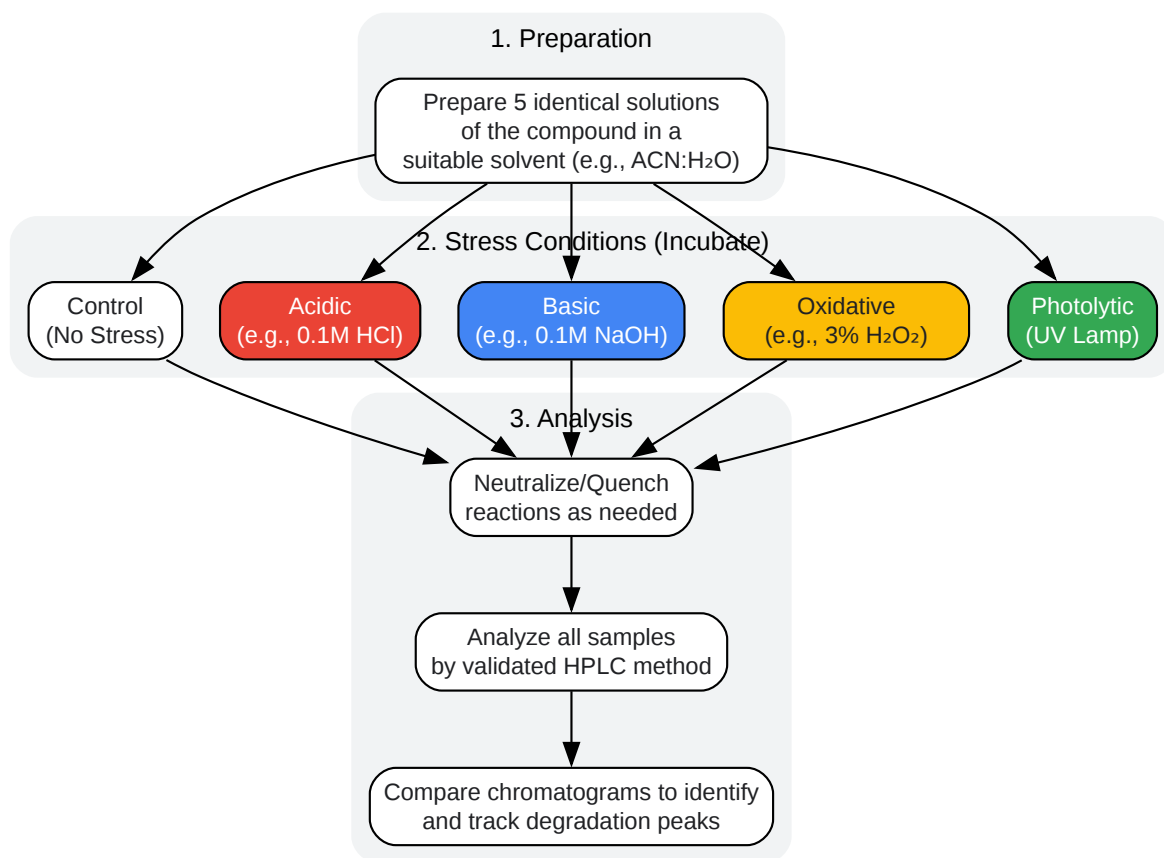 1. Preparation
Prepare 5 identical solutions
of the compound in a
suitable solvent (e.g., ACN:H₂O)
2. Stress Conditions (Incubate)
Control
(No Stress)
Acidic
(e.g., 0.1M HCl)
Basic
(e.g., 0.1M NaOH)
Oxidative
(e.g., 3% H₂O₂)
Photolytic
(UV Lamp)
3. Analysis
Neutralize/Quench
reactions as needed
Analyze all samples
by validated HPLC method
Compare chromatograms to identify
and track degradation peaks